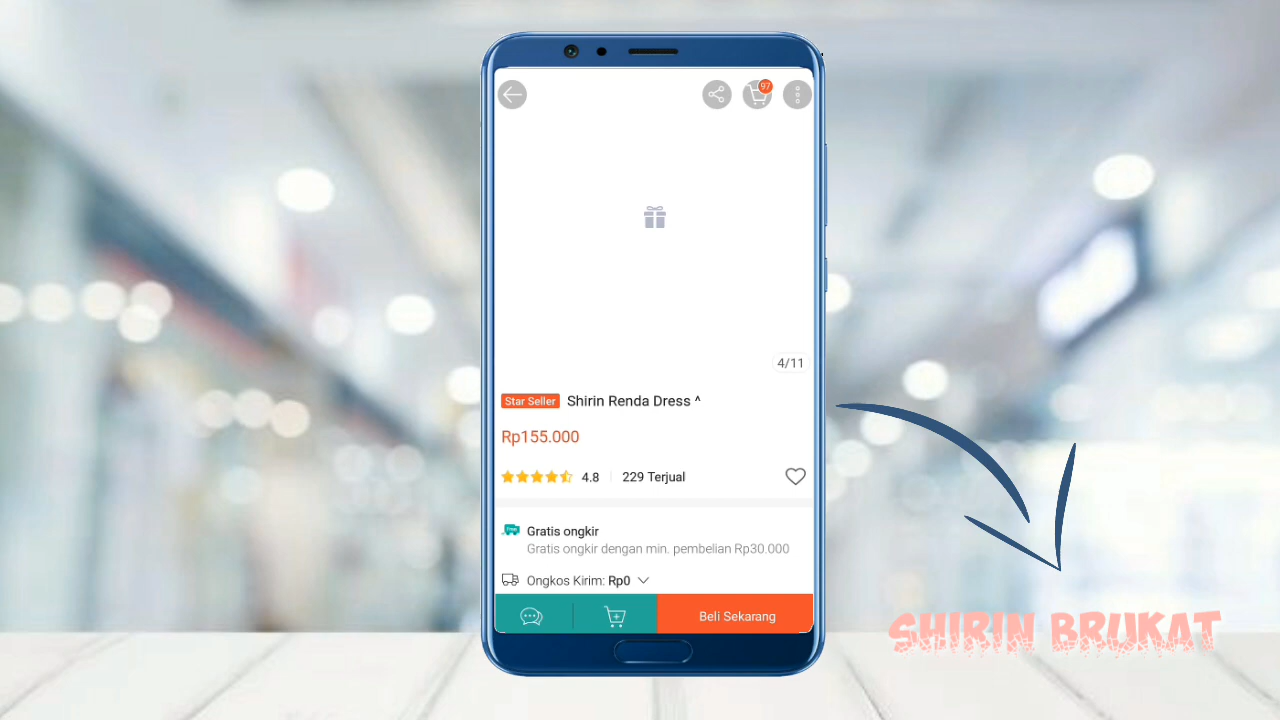 97
4/11
Star Seller Shirin Renda Dress ^
Rp155.000
4.8 229 Terjual
Free
Gratis ongkir
Gratis ongkir dengan min. pembelian Rp30.000
Ongkos Kirim: Rp0
Beli Sekarang
SHIRIN BRUKAT